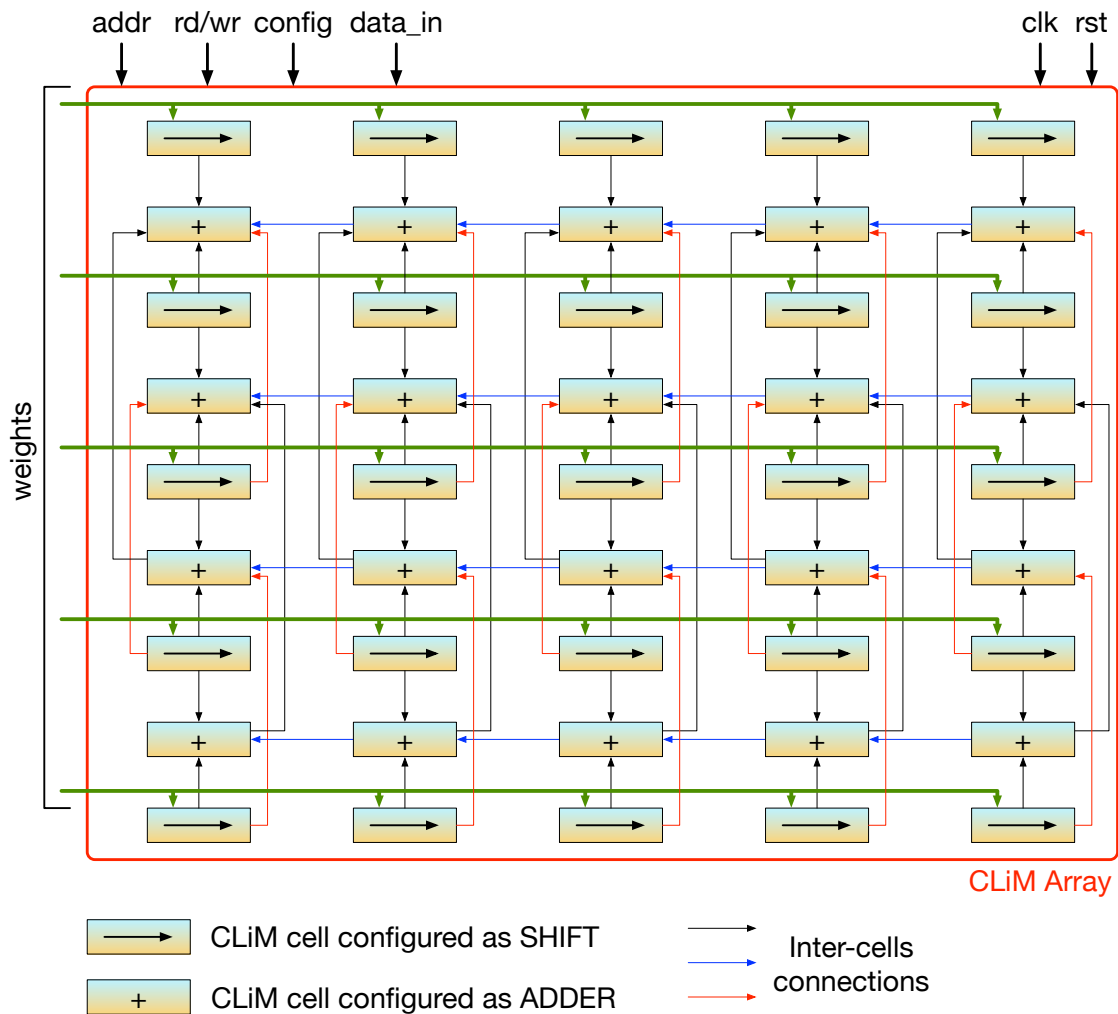 addr rd/wr config data_in clk rst
weights
CLiM Array
CLiM cell configured as SHIFT
CLiM cell configured as ADDER
Inter-cells
connections